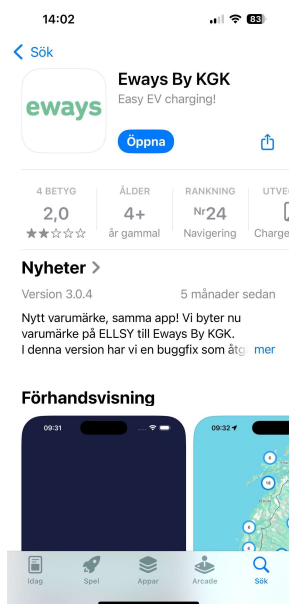 14:02
83
Sök
eways
Eways By KGK
Easy EV charging!
Öppna
4 BETYG
ÅLDER
RANKNING
UTVE
2,0
4+
Nr24
år gammal
Navigering
Charge
Nyheter
Version 3.0.4
5 månader sedan
Nytt varumärke, samma app! Vi byter nu
varumärke på ELLSY till Eways By KGK.
I denna version har vi en buggfix som åtg
mer
Förhandsvisning
09:31
09:32
Idag
Spel
Appar
Arcade
Sök